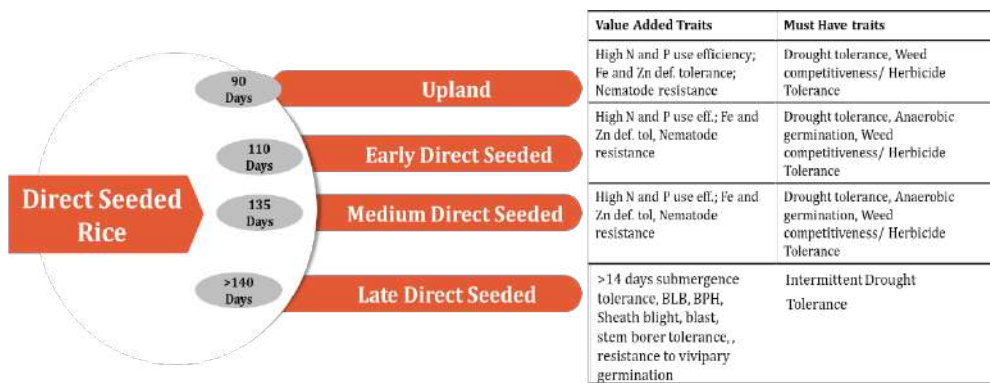 Direct Seeded
Rice
90
Days
Upland
110
Days
Early Direct Seeded
135
Days
Medium Direct Seeded
>140
Days
Late Direct Seeded
Value Added Traits
Must Have traits
High N and P use efficiency;
Fe and Zn def. tolerance;
Nematode resistance
Drought tolerance, Weed
competitiveness/ Herbicide
Tolerance
High N and P use eff.; Fe and
Zn def. tol, Nematode
resistance
Drought tolerance, Anaerobic
germination, Weed
competitiveness/ Herbicide
Tolerance
High N and P use eff.; Fe and
Zn def. tol, Nematode
resistance
Drought tolerance, Anaerobic
germination, Weed
competitiveness/ Herbicide
Tolerance
>14 days submergence
tolerance, BLB, BPH,
Sheath blight, blast,
stem borer tolerance, ,
resistance to vivipary
germination
Intermittent Drought
Tolerance